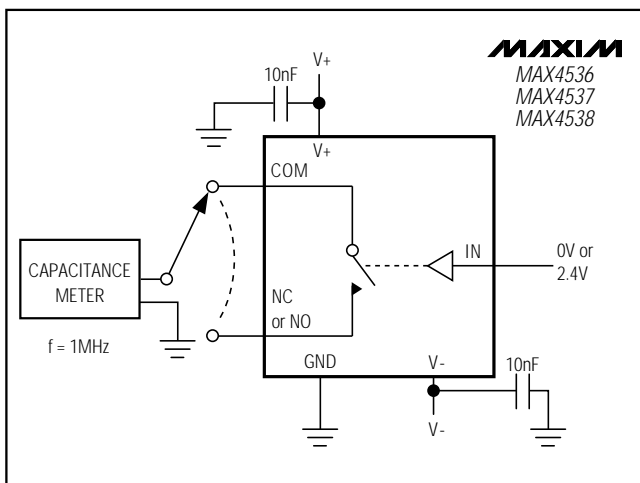 MAXIM
MAX4536
MAX4537
MAX4538
V+
10nF
V+
COM
CAPACITANCE
METER
f = 1MHz
NC
or NO
IN
0V or
2.4V
GND
V-
10nF
V-